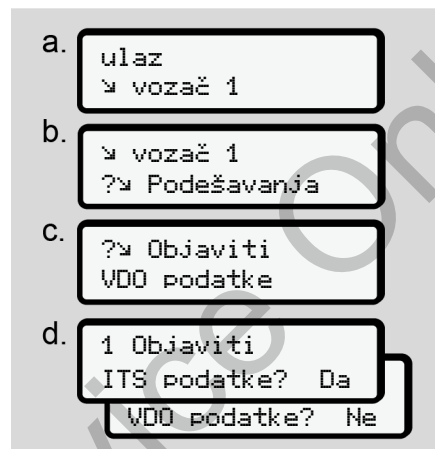 a.
ulaz
↘ vozač 1
b.
↘ vozač 1
?↘ Podešavanja
c.
?↘ Objaviti
VDO podatke
d.
1 Objaviti
ITS podatke? Da
VDO podatke? Ne